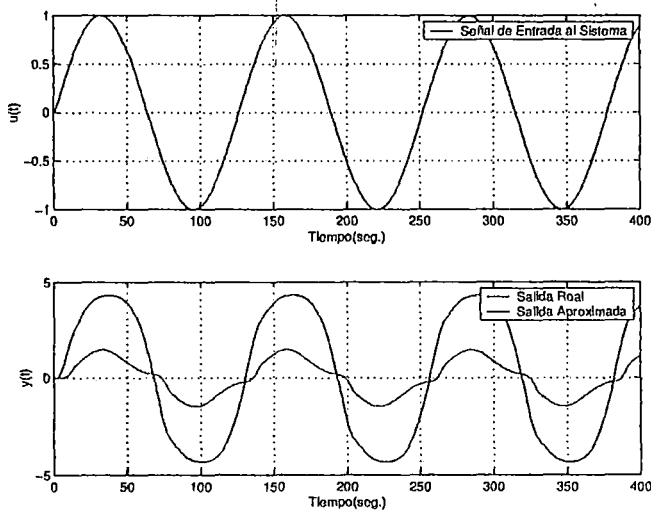 Señal de Entrada al Sistema
1
0.5
0
−0.5
−1
u(t)
0 50 100 150 200 250 300 350 400
Tiempo(seg.)
Salida Real
Salida Aproximada
5
0
−5
y(t)
0 50 100 150 200 250 300 350 400
Tiempo(seg.)